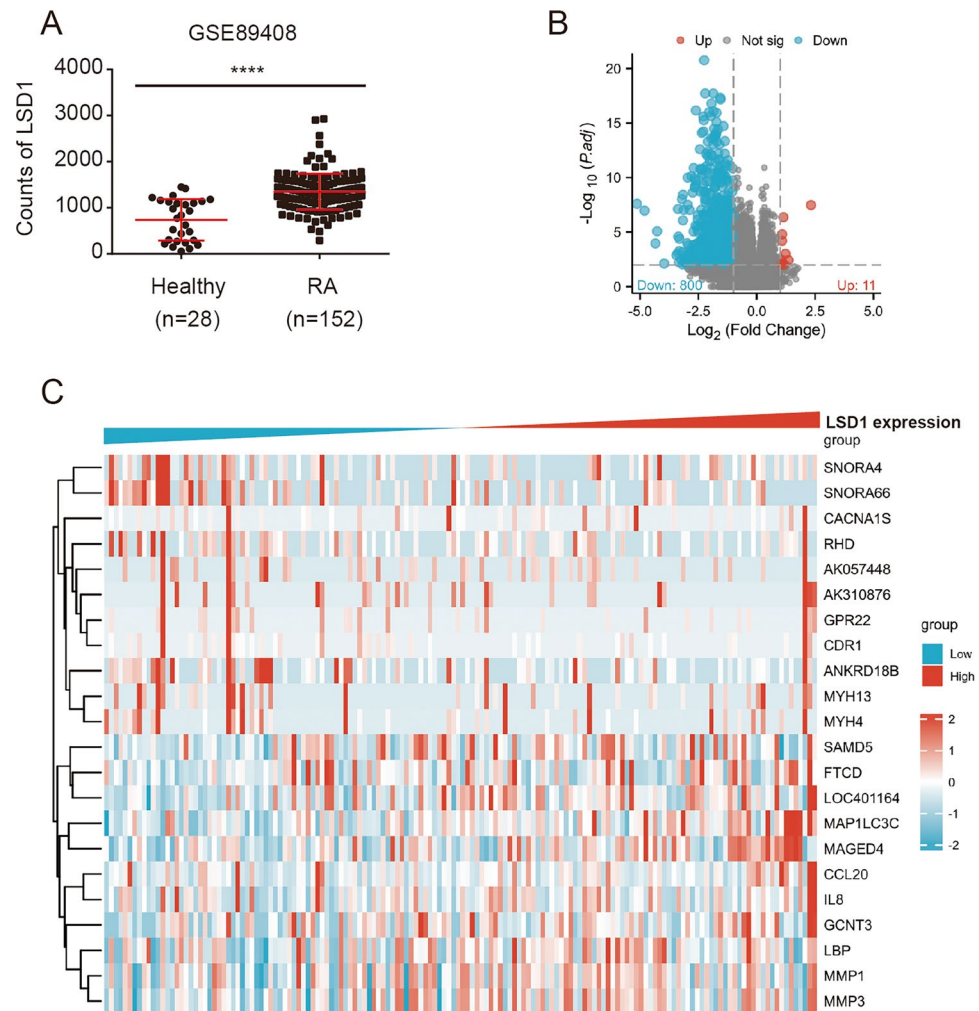 A
GSE89408
****
Counts of LSD1
4000
3000
2000
1000
0
Healthy
(n=28)
RA
(n=152)
B
Up
Not sig
Down
-Log 10 (P.adj)
20
15
10
5
0
Down: 800
Up: 11
-5.0
-2.5
0.0
2.5
5.0
Log2 (Fold Change)
C
LSD1 expression
group
SNORA4
SNORA66
CACNA1S
RHD
AK057448
AK310876
GPR22
CDR1
ANKRD18B
MYH13
MYH4
SAMD5
FTCD
LOC401164
MAP1LC3C
MAGED4
CCL20
IL8
GCNT3
LBP
MMP1
MMP3
group
Low
High
2
1
0
-1
-2